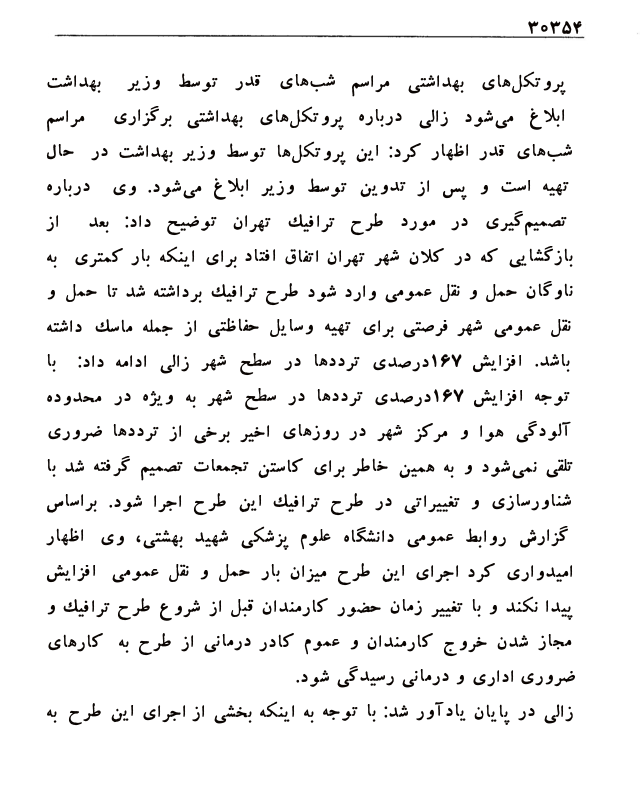 ۳۰۳۵۴
پروتکل‌های بهداشتی مراسم شب‌های قدر توسط وزیر بهداشت
ابلاغ می‌شود زالی درباره پروتکل‌های بهداشتی برگزاری مراسم
شب‌های قدر اظهار کرد: این پروتکل‌ها توسط وزیر بهداشت در حال
تهیه است و پس از تدوین توسط وزیر ابلاغ می‌شود. وی درباره
تصمیم‌گیری در مورد طرح ترافیك تهران توضیح داد: بعد از
بازگشایی که در کلان شهر تهران اتفاق افتاد برای اینکه بار کمتری به
ناوگان حمل و نقل عمومی وارد شود طرح ترافیك برداشته شد تا حمل و
نقل عمومی شهر فرصتی برای تهیه وسایل حفاظتی از جمله ماسك داشته
باشد. افزایش ۱۶۷درصدی ترددها در سطح شهر زالی ادامه داد: با
توجه افزایش ۱۶۷درصدی ترددها در سطح شهر به ویژه در محدوده
آلودگی هوا و مرکز شهر در روزهای اخیر برخی از ترددها ضروری
تلقی نمی‌شود و به همین خاطر برای کاستن تجمعات تصمیم گرفته شد با
شناورسازی و تغییراتی در طرح ترافیك این طرح اجرا شود. براساس
گزارش روابط عمومی دانشگاه علوم پزشکی شهید بهشتی، وی اظهار
امیدواری کرد اجرای این طرح میزان بار حمل و نقل عمومی افزایش
پیدا نکند و با تغییر زمان حضور کارمندان قبل از شروع طرح ترافیك و
مجاز شدن خروج کارمندان و عموم کادر درمانی از طرح به کارهای
ضروری اداری و درمانی رسیدگی شود.
زالی در پایان یادآور شد: با توجه به اینکه بخشی از اجرای این طرح به